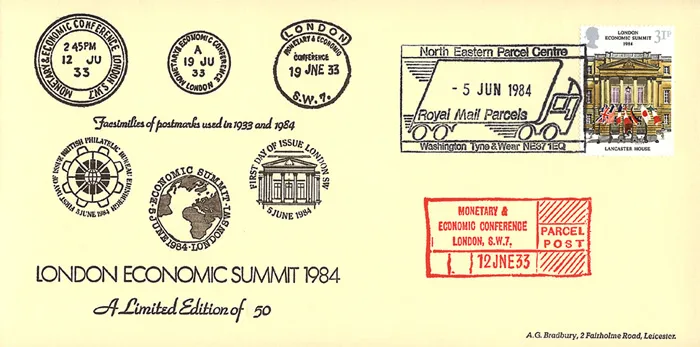 MONETARY & ECONOMIC CONFERENCE LONDON S.W.7.
2 45PM
12 JU
33
MONETARY & ECONOMIC CONFERENCE
LONDON
A
19 JU
33
LONDON
MONETARY & ECONOMIC
CONFERENCE
19 JNE 33
S.W.7.
Facsimilies of postmarks used in 1933 and 1984
FIRST DAY OF ISSUE BRITISH PHILATELIC BUREAU EDINBURGH
5 JUNE 1984
ECONOMIC SUMMIT
LONDON SW1
5 JUNE 1984
FIRST DAY OF ISSUE LONDON SW
5 JUNE 1984
LONDON ECONOMIC SUMMIT 1984
A Limited Edition of 50
North Eastern Parcel Centre
- 5 JUN 1984
Royal Mail Parcels
Washington Tyne & Wear NE37 1EQ
LONDON
ECONOMIC SUMMIT
1984
31P
LANCASTER HOUSE
MONETARY &
ECONOMIC CONFERENCE
LONDON, S.W.7.
12 JNE 33
PARCEL
POST
A.G. Bradbury, 2 Fairholme Road, Leicester.